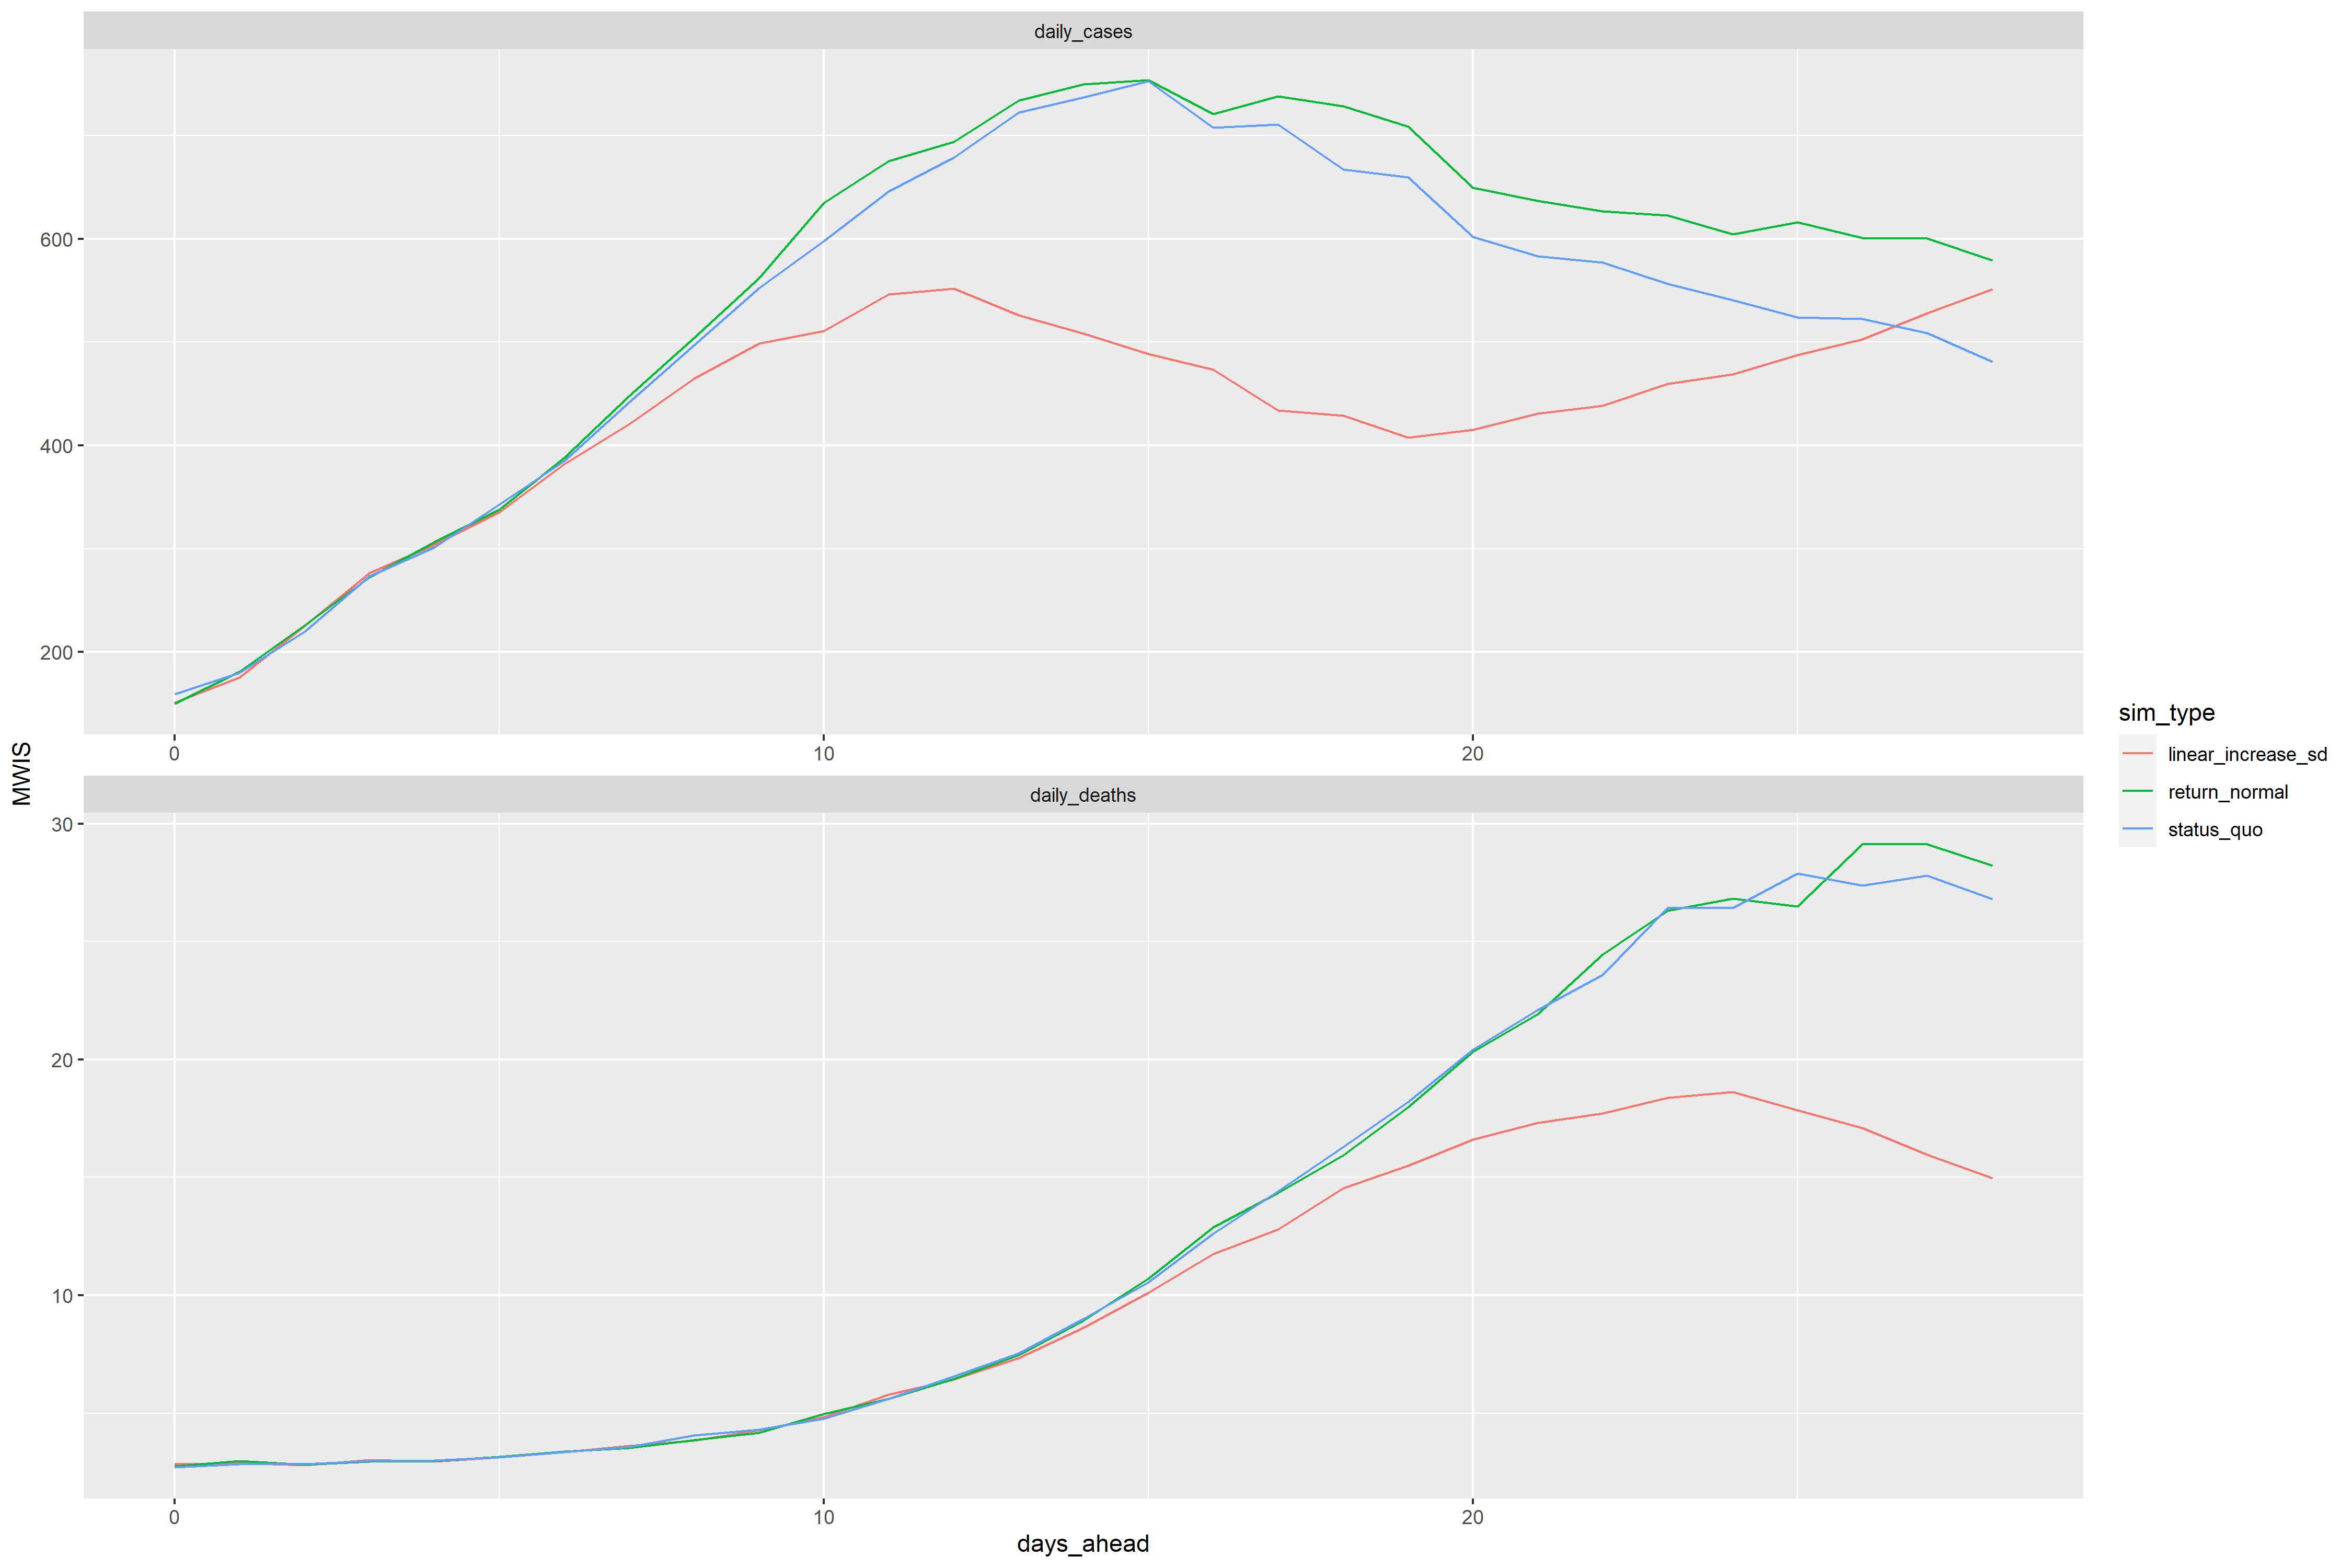 daily_cases
600
400
200
0 10 20
MWIS
daily_deaths
30
20
10
0 10 20
days_ahead
sim_type
linear_increase_sd
return_normal
status_quo